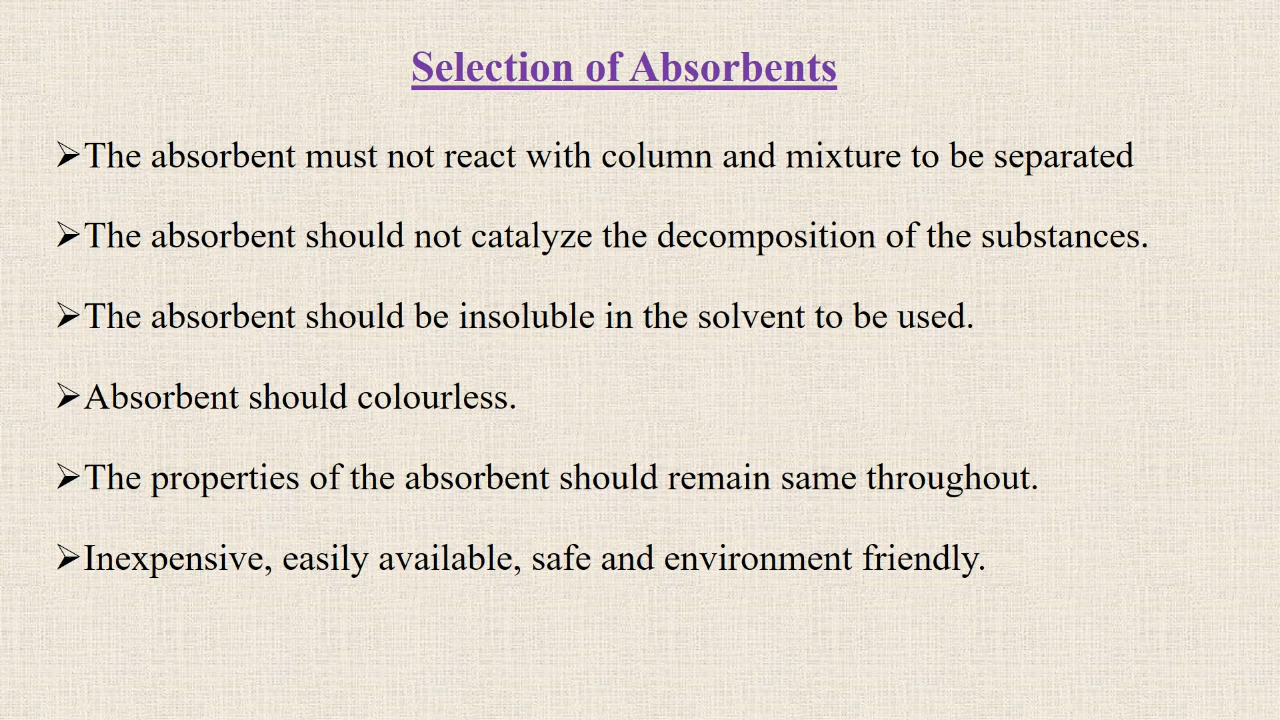 Selection of Absorbents
➢The absorbent must not react with column and mixture to be separated
➢The absorbent should not catalyze the decomposition of the substances.
➢The absorbent should be insoluble in the solvent to be used.
➢Absorbent should colourless.
➢The properties of the absorbent should remain same throughout.
➢Inexpensive, easily available, safe and environment friendly.